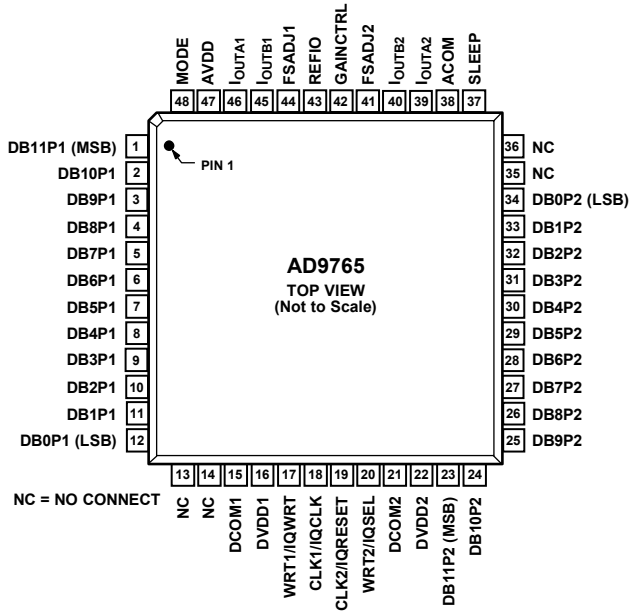 MODE
AVDD
IOUTA1
IOUTB1
FSADJ1
REFIO
GAINCTRL
FSADJ2
IOUTB2
IOUTA2
ACOM
SLEEP
48 47 46 45 44 43 42 41 40 39 38 37
DB11P1 (MSB) 1
DB10P1 2
DB9P1 3
DB8P1 4
DB7P1 5
DB6P1 6
DB5P1 7
DB4P1 8
DB3P1 9
DB2P1 10
DB1P1 11
DB0P1 (LSB) 12
PIN 1
AD9765
TOP VIEW
(Not to Scale)
36 NC
35 NC
34 DB0P2 (LSB)
33 DB1P2
32 DB2P2
31 DB3P2
30 DB4P2
29 DB5P2
28 DB6P2
27 DB7P2
26 DB8P2
25 DB9P2
13 14 15 16 17 18 19 20 21 22 23 24
NC
NC
DCOM1
DVDD1
WRT1/IQWRT
CLK1/IQCLK
CLK2/IQRESET
WRT2/IQSEL
DCOM2
DVDD2
DB11P2 (MSB)
DB10P2
NC = NO CONNECT